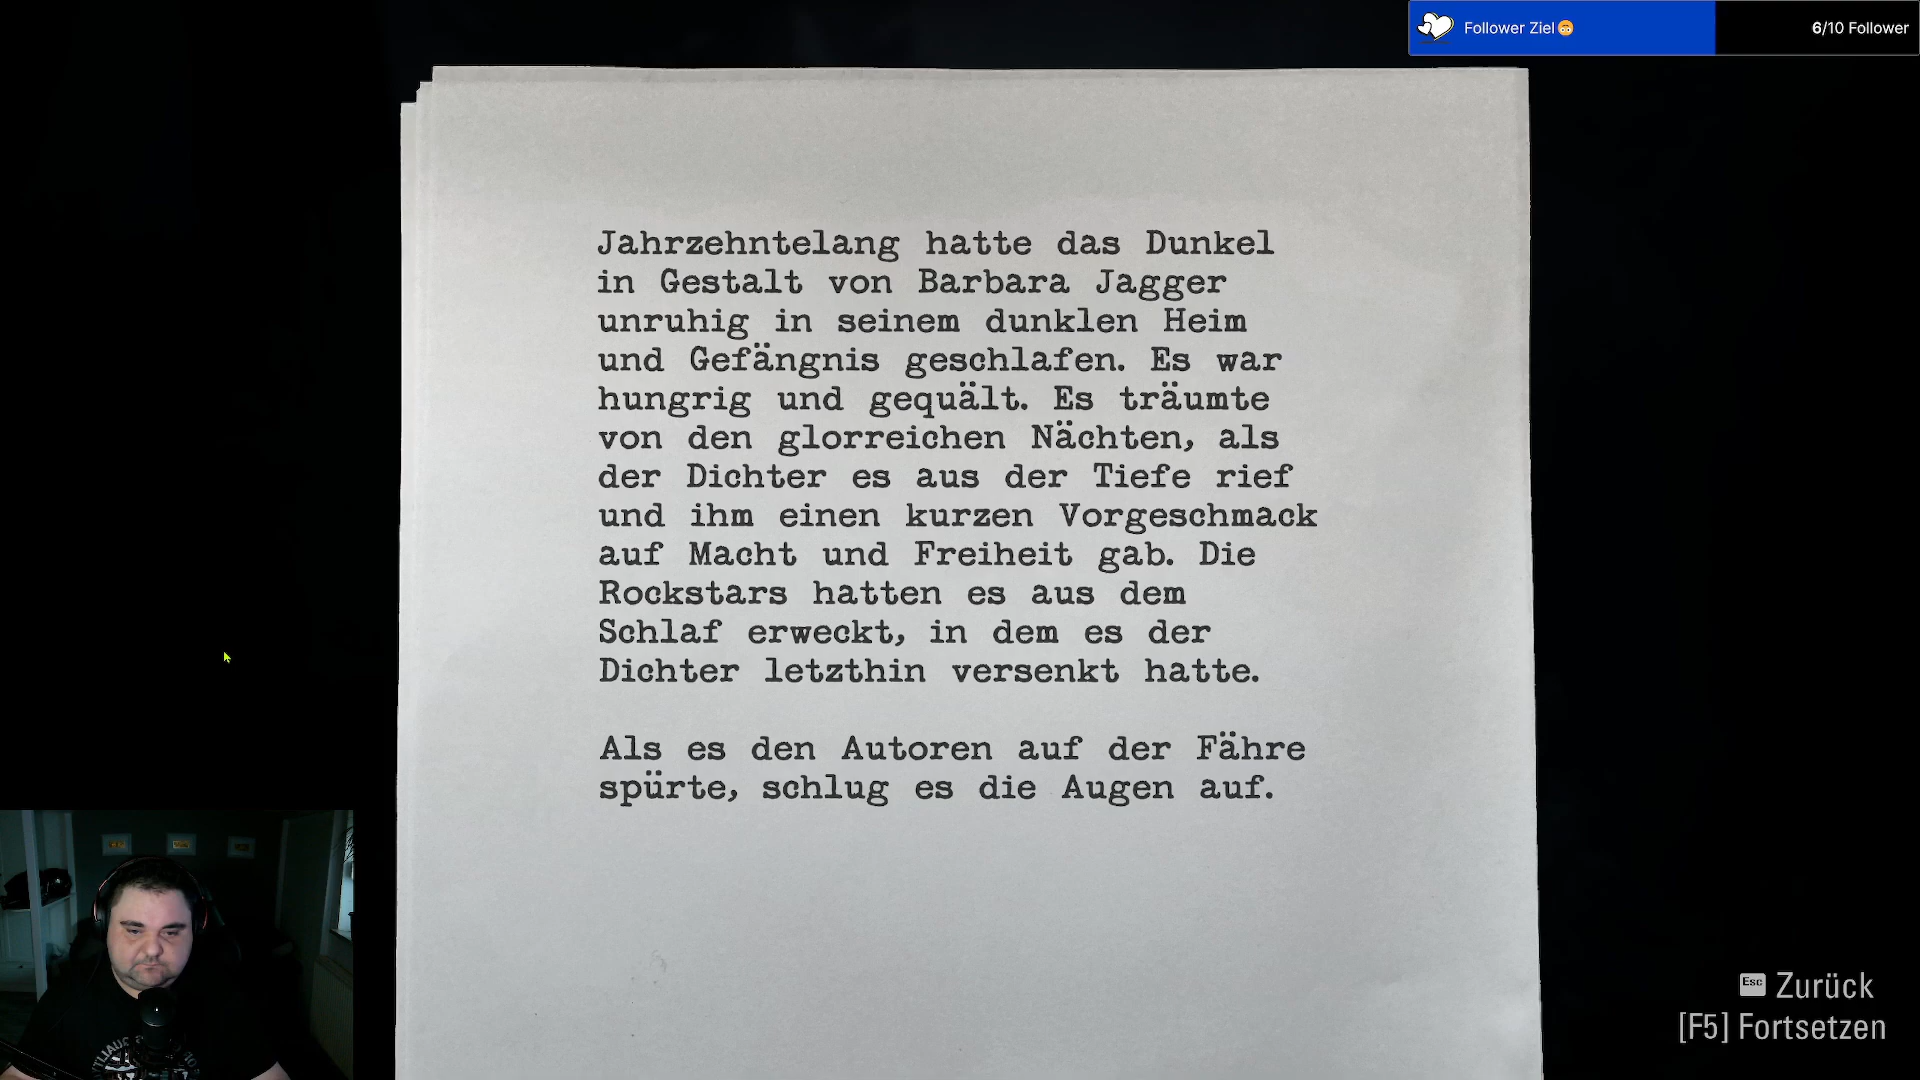 Follower Ziel🙃
6/10 Follower
Jahrzehntelang hatte das Dunkel
in Gestalt von Barbara Jagger
unruhig in seinem dunklen Heim
und Gefängnis geschlafen. Es war
hungrig und gequält. Es träumte
von den glorreichen Nächten, als
der Dichter es aus der Tiefe rief
und ihm einen kurzen Vorgeschmack
auf Macht und Freiheit gab. Die
Rockstars hatten es aus dem
Schlaf erweckt, in dem es der
Dichter letzthin versenkt hatte.
Als es den Autoren auf der Fähre
spürte, schlug es die Augen auf.
Esc Zurück
[F5] Fortsetzen